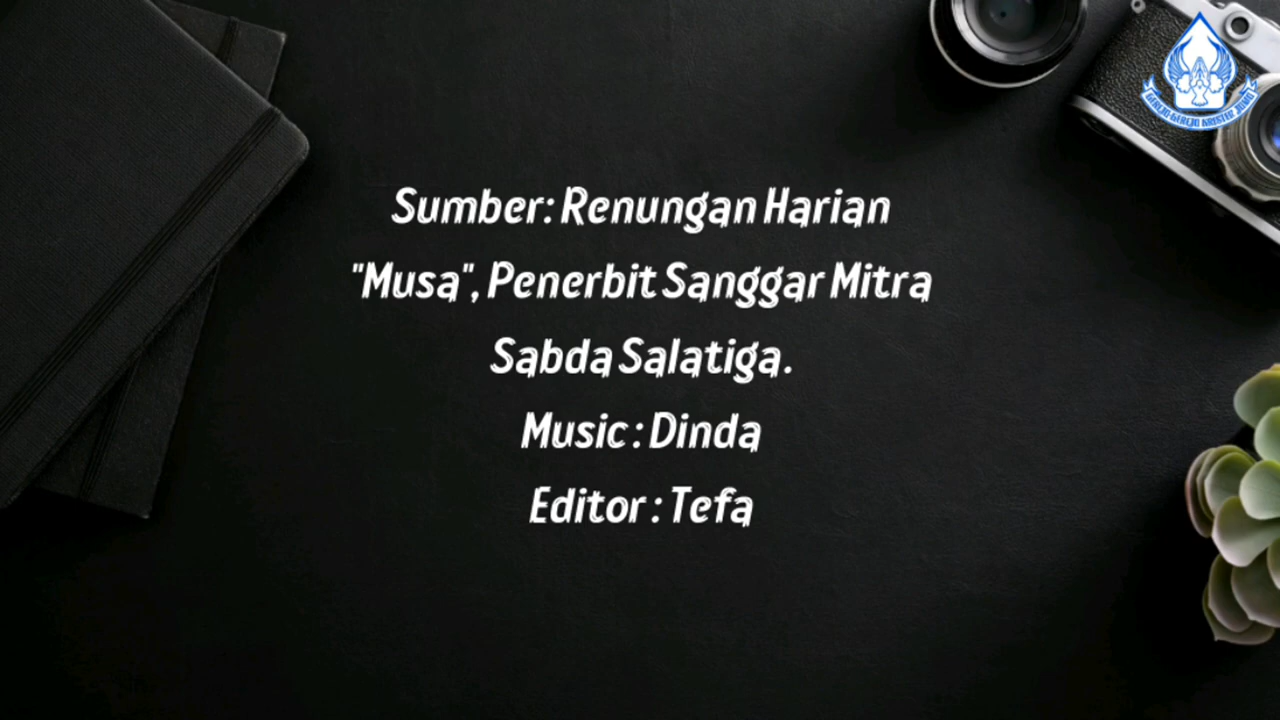 Sumber: Renungan Harian
"Musa", Penerbit Sanggar Mitra
Sabda Salatiga.
Music : Dinda
Editor : Tefa